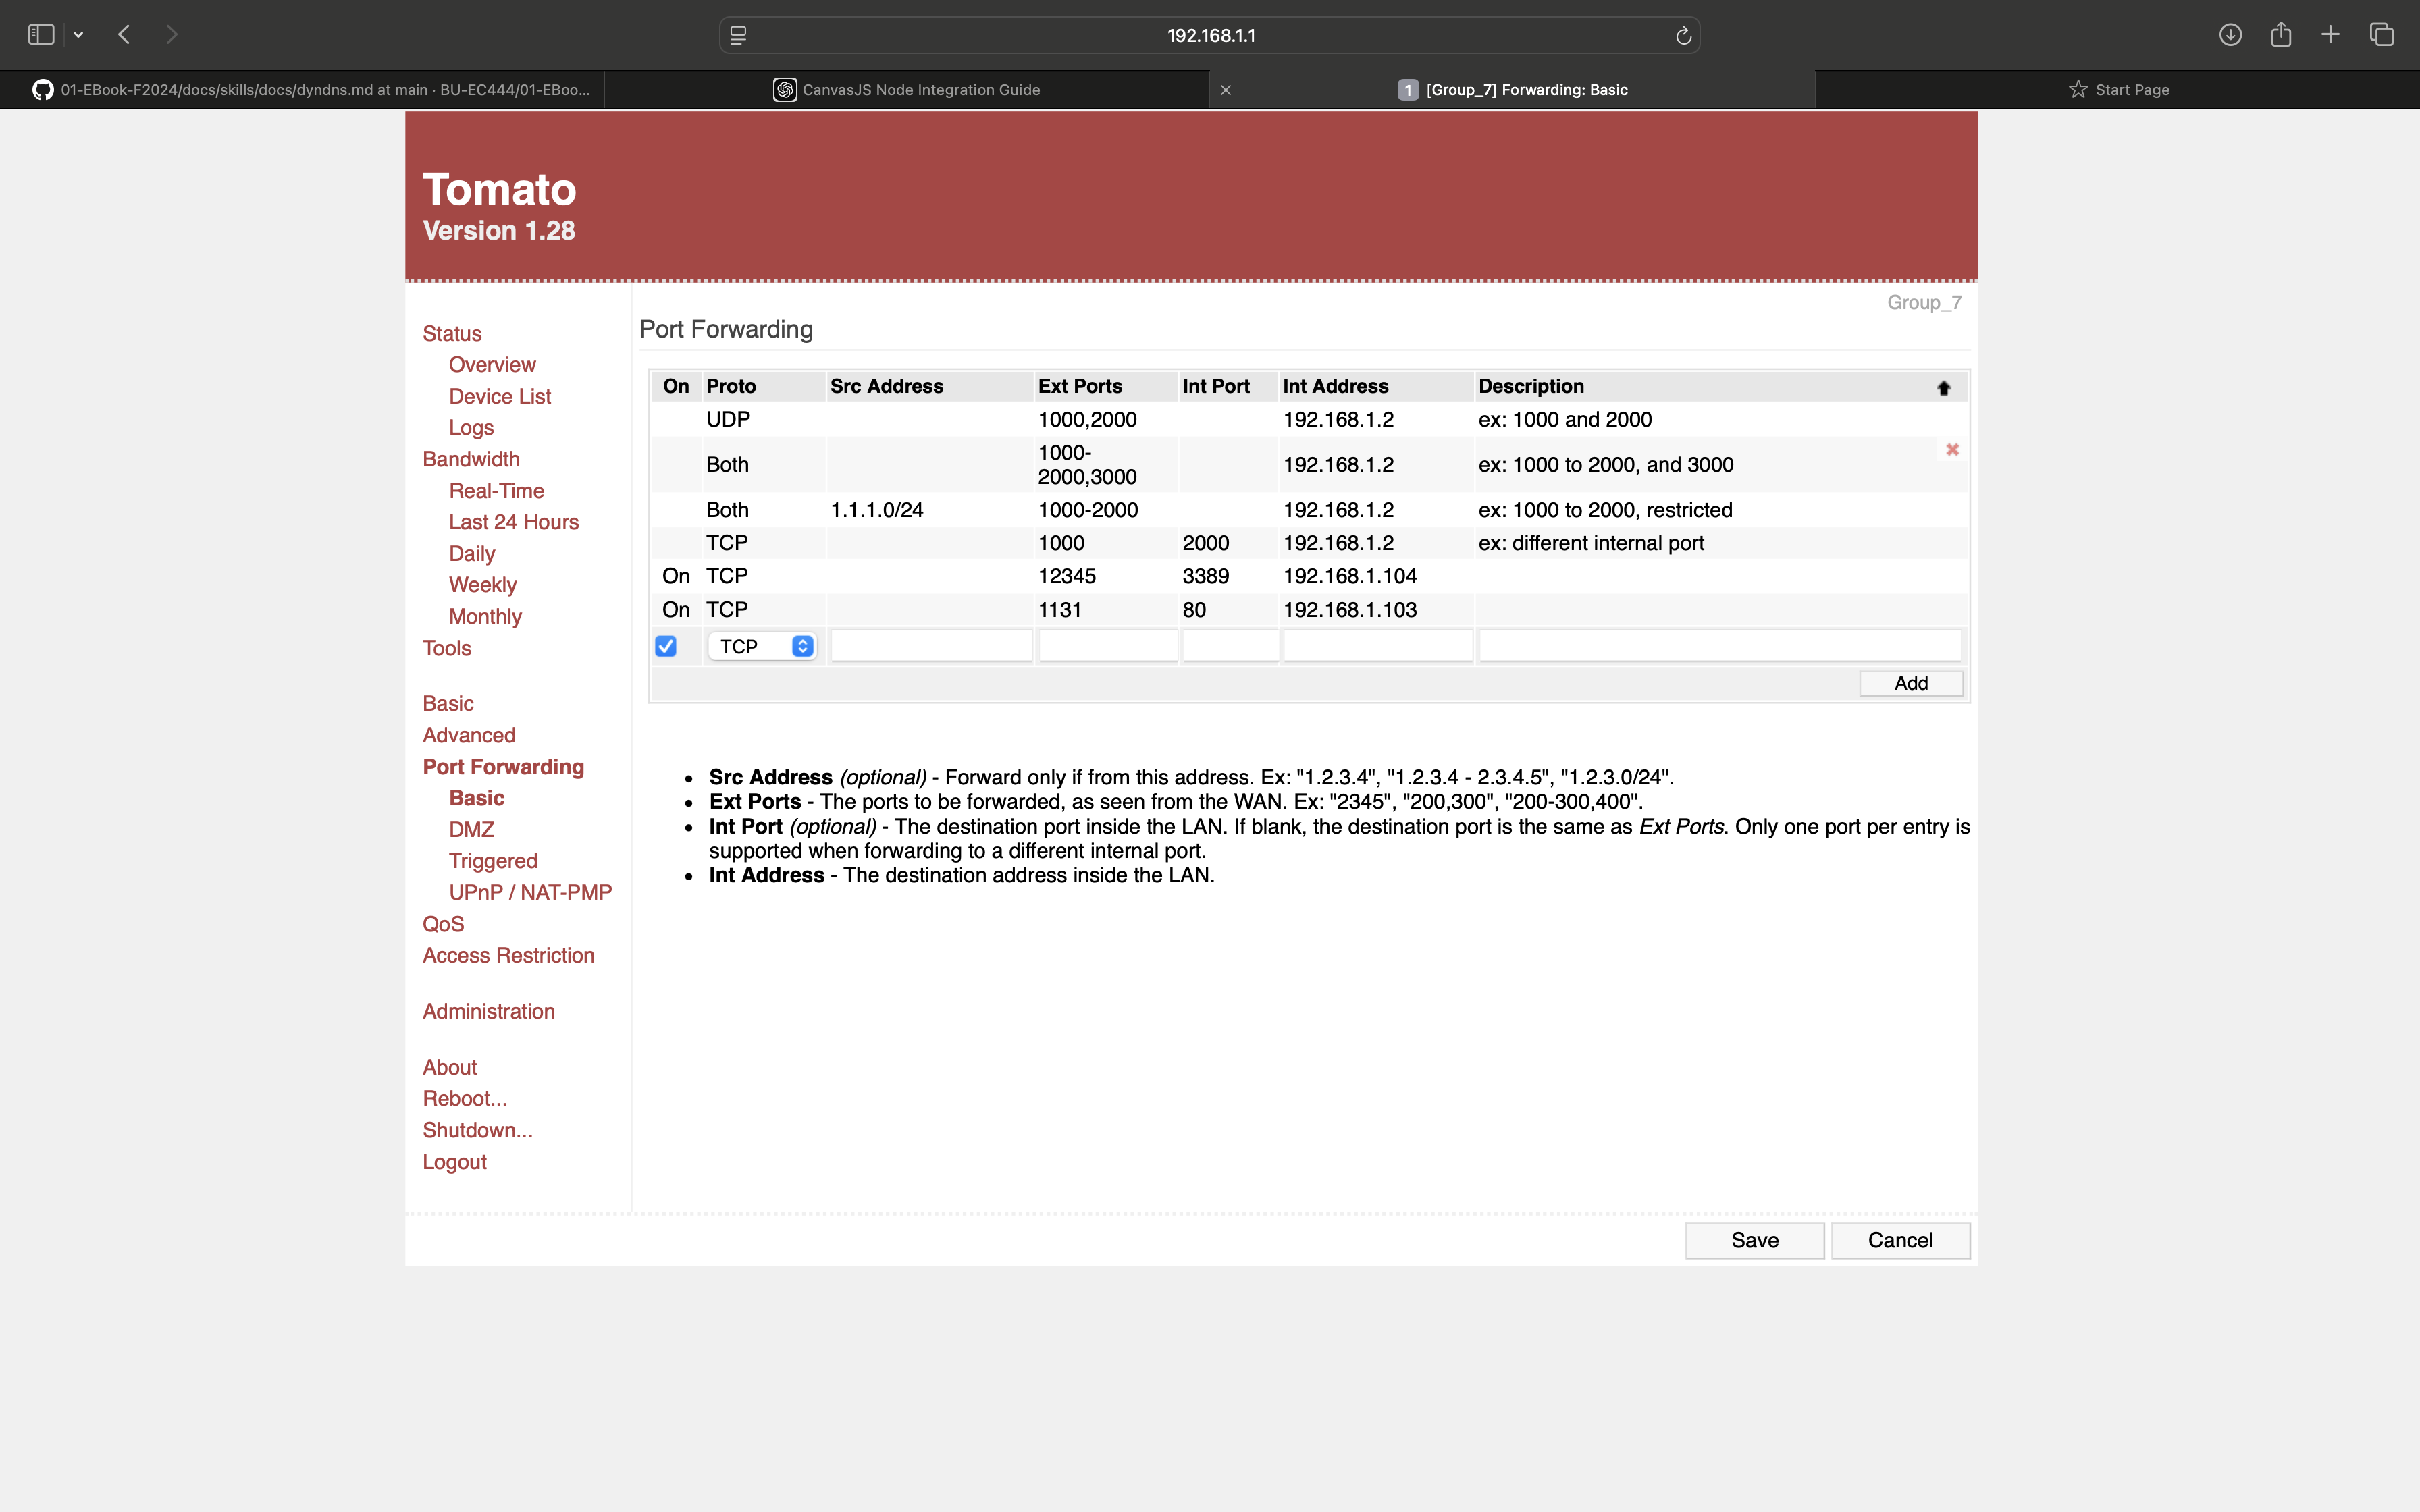 192.168.1.1
01-EBook-F2024/docs/skills/docs/dyndns.md at main · BU-EC444/01-EBoo...
CanvasJS Node Integration Guide
1 [Group_7] Forwarding: Basic
Start Page
Tomato
Version 1.28
Group_7
Status
Overview
Device List
Logs
Bandwidth
Real-Time
Last 24 Hours
Daily
Weekly
Monthly
Tools
Basic
Advanced
Port Forwarding
Basic
DMZ
Triggered
UPnP / NAT-PMP
QoS
Access Restriction
Administration
About
Reboot...
Shutdown...
Logout
Port Forwarding
On Proto Src Address Ext Ports Int Port Int Address Description
UDP 1000,2000 192.168.1.2 ex: 1000 and 2000
Both 1000-
2000,3000 192.168.1.2 ex: 1000 to 2000, and 3000
Both 1.1.1.0/24 1000-2000 192.168.1.2 ex: 1000 to 2000, restricted
TCP 1000 2000 192.168.1.2 ex: different internal port
On TCP 12345 3389 192.168.1.104
On TCP 1131 80 192.168.1.103
TCP
Add
• Src Address (optional) - Forward only if from this address. Ex: "1.2.3.4", "1.2.3.4 - 2.3.4.5", "1.2.3.0/24".
• Ext Ports - The ports to be forwarded, as seen from the WAN. Ex: "2345", "200,300", "200-300,400".
• Int Port (optional) - The destination port inside the LAN. If blank, the destination port is the same as Ext Ports. Only one port per entry is
supported when forwarding to a different internal port.
• Int Address - The destination address inside the LAN.
Save Cancel